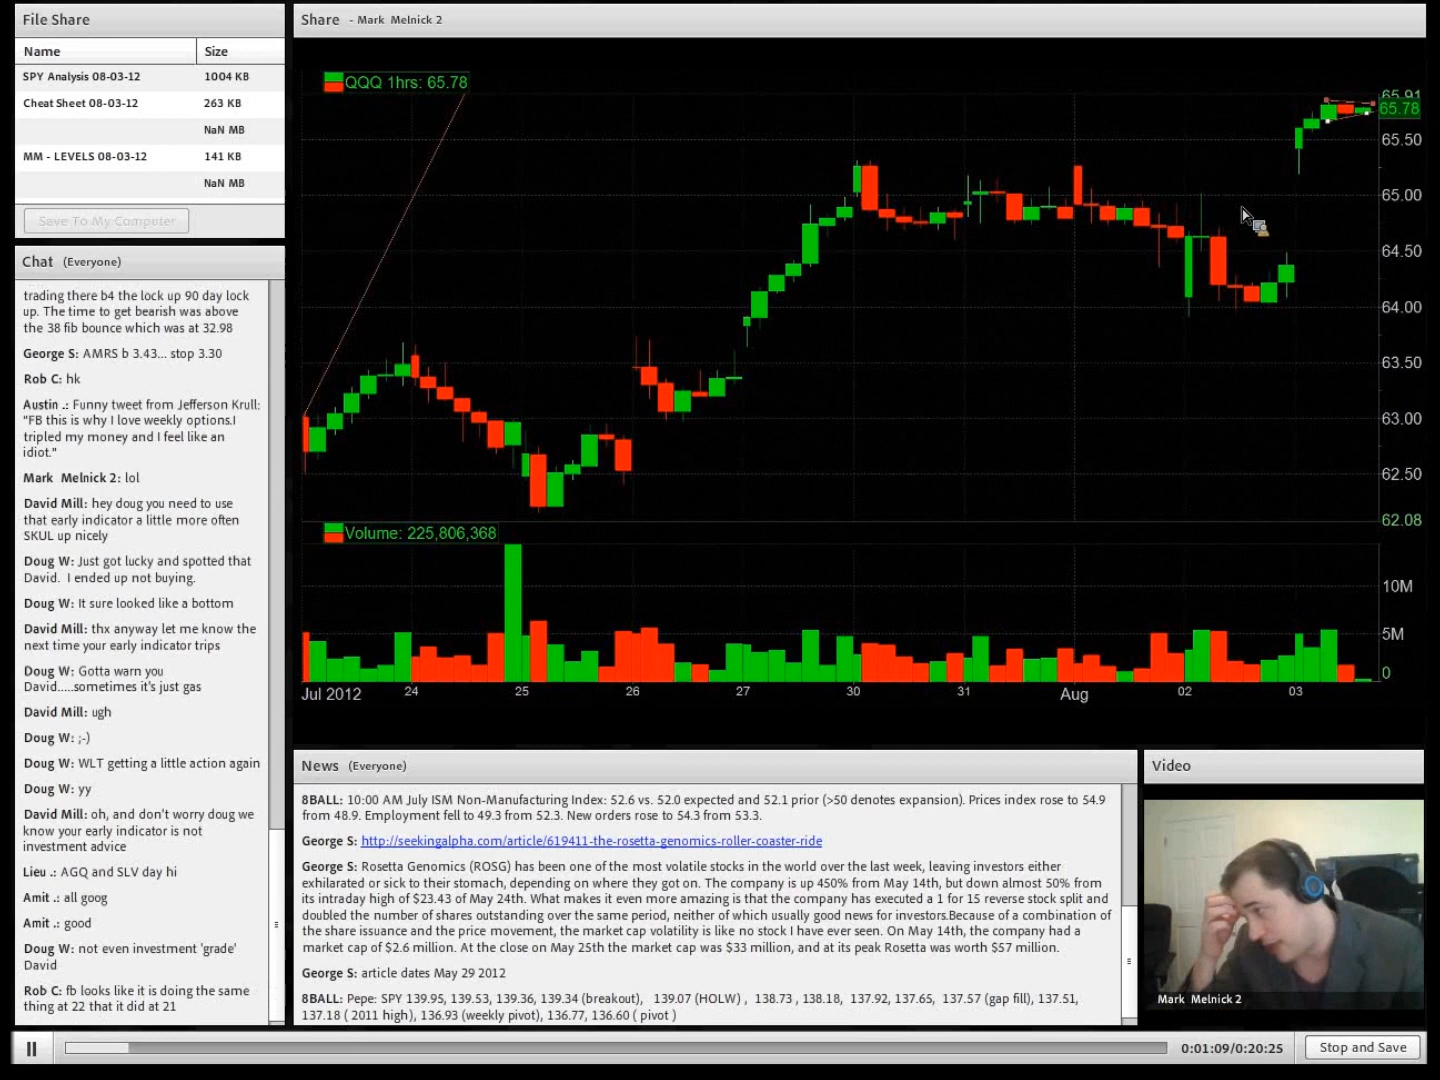 File Share
Name Size
SPY Analysis 08-03-12 1004 KB
Cheat Sheet 08-03-12 263 KB
NaN MB
MM - LEVELS 08-03-12 141 KB
NaN MB
Save To My Computer
Chat (Everyone)
trading there b4 the lock up 90 day lock
up. The time to get bearish was above
the 38 fib bounce which was at 32.98
George S: AMRS b 3.43... stop 3.30
Rob C: hk
Austin .: Funny tweet from Jefferson Krull:
"FB this is why I love weekly options.I
tripled my money and I feel like an
idiot."
Mark Melnick 2: lol
David Mill: hey doug you need to use
that early indicator a little more often
SKUL up nicely
Doug W: Just got lucky and spotted that
David. I ended up not buying.
Doug W: It sure looked like a bottom
David Mill: thx anyway let me know the
next time your early indicator trips
Doug W: Gotta warn you
David.....sometimes it's just gas
David Mill: ugh
Doug W: ;-)
Doug W: WLT getting a little action again
Doug W: yy
David Mill: oh, and don't worry doug we
know your early indicator is not
investment advice
Lieu .: AGQ and SLV day hi
Amit .: all goog
Amit .: good
Doug W: not even investment 'grade'
David
Rob C: fb looks like it is doing the same
thing at 22 that it did at 21
Share - Mark Melnick 2
QQQ 1hrs: 65.78
65.91
65.78
65.50
65.00
64.50
64.00
63.50
63.00
62.50
62.08
Volume: 225,806,368
10M
5M
0
Jul 2012 24 25 26 27 30 31 Aug 02 03
News (Everyone)
8BALL: 10:00 AM July ISM Non-Manufacturing Index: 52.6 vs. 52.0 expected and 52.1 prior (>50 denotes expansion). Prices index rose to 54.9
from 48.9. Employment fell to 49.3 from 52.3. New orders rose to 54.3 from 53.3.
George S: http://seekingalpha.com/article/619411-the-rosetta-genomics-roller-coaster-ride
George S: Rosetta Genomics (ROSG) has been one of the most volatile stocks in the world over the last week, leaving investors either
exhilarated or sick to their stomach, depending on where they got on. The company is up 450% from May 14th, but down almost 50% from
its intraday high of $23.43 of May 24th. What makes it even more amazing is that the company has executed a 1 for 15 reverse stock split and
doubled the number of shares outstanding over the same period, neither of which usually good news for investors.Because of a combination of
the share issuance and the price movement, the market cap volatility is like no stock I have ever seen. On May 14th, the company had a
market cap of $2.6 million. At the close on May 25th the market cap was $33 million, and at its peak Rosetta was worth $57 million.
George S: article dates May 29 2012
8BALL: Pepe: SPY 139.95, 139.53, 139.36, 139.34 (breakout), 139.07 (HOLW) , 138.73 , 138.18, 137.92, 137.65, 137.57 (gap fill), 137.51,
137.18 ( 2011 high), 136.93 (weekly pivot), 136.77, 136.60 ( pivot )
Video
Mark Melnick 2
0:01:09/0:20:25
Stop and Save